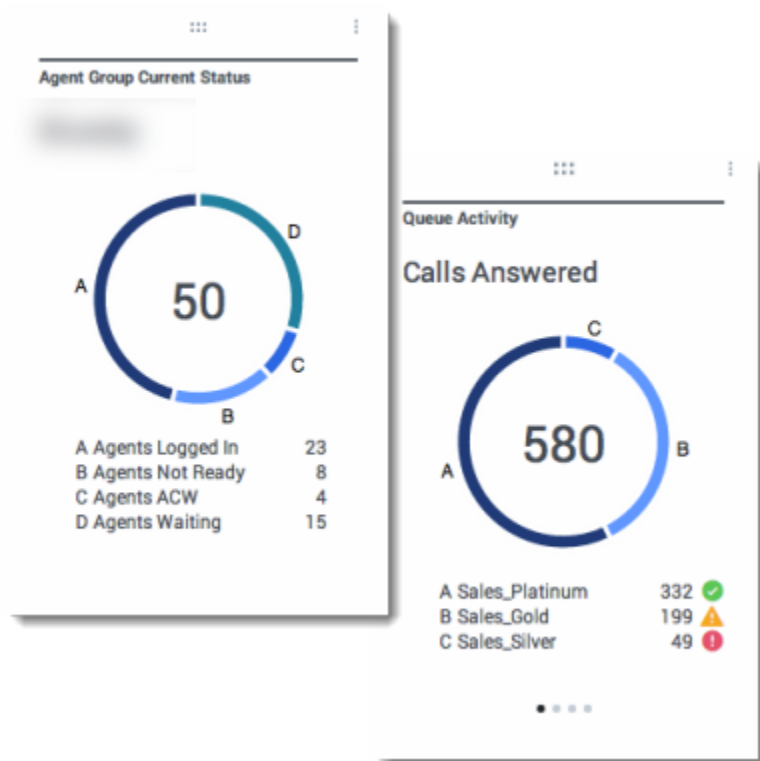 Agent Group Current Status
A
D
50
C
B
A Agents Logged In 23
B Agents Not Ready 8
C Agents ACW 4
D Agents Waiting 15
Queue Activity
Calls Answered
C
A
580
B
A Sales_Platinum 332
B Sales_Gold 199
C Sales_Silver 49